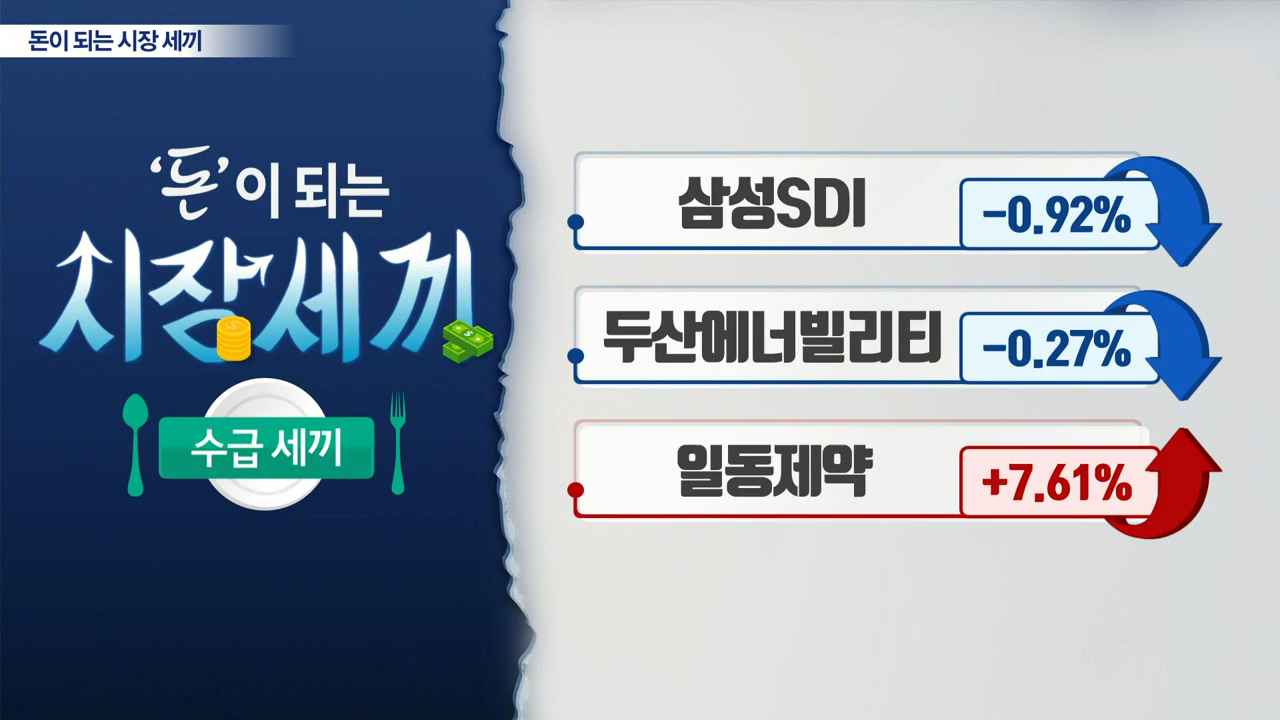 돈이 되는 시장 세끼
‘돈’이 되는
시장세끼
수급 세끼
삼성SDI
-0.92%
두산에너빌리티
-0.27%
일동제약
+7.61%